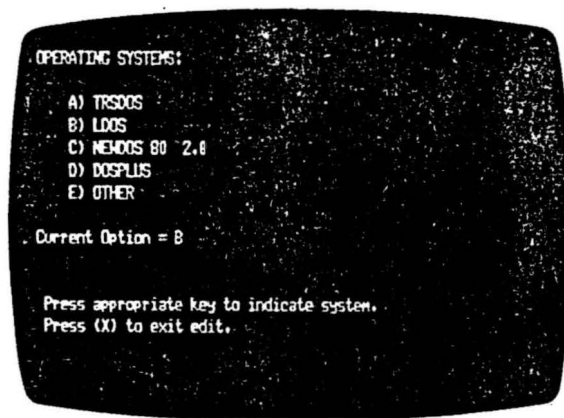 OPERATING SYSTEMS:
A) TRSDOS
B) LDOS
C) NEWDOS 80 2.0
D) DOSPLUS
E) OTHER
Current Option = B
Press appropriate key to indicate system.
Press (X) to exit edit.